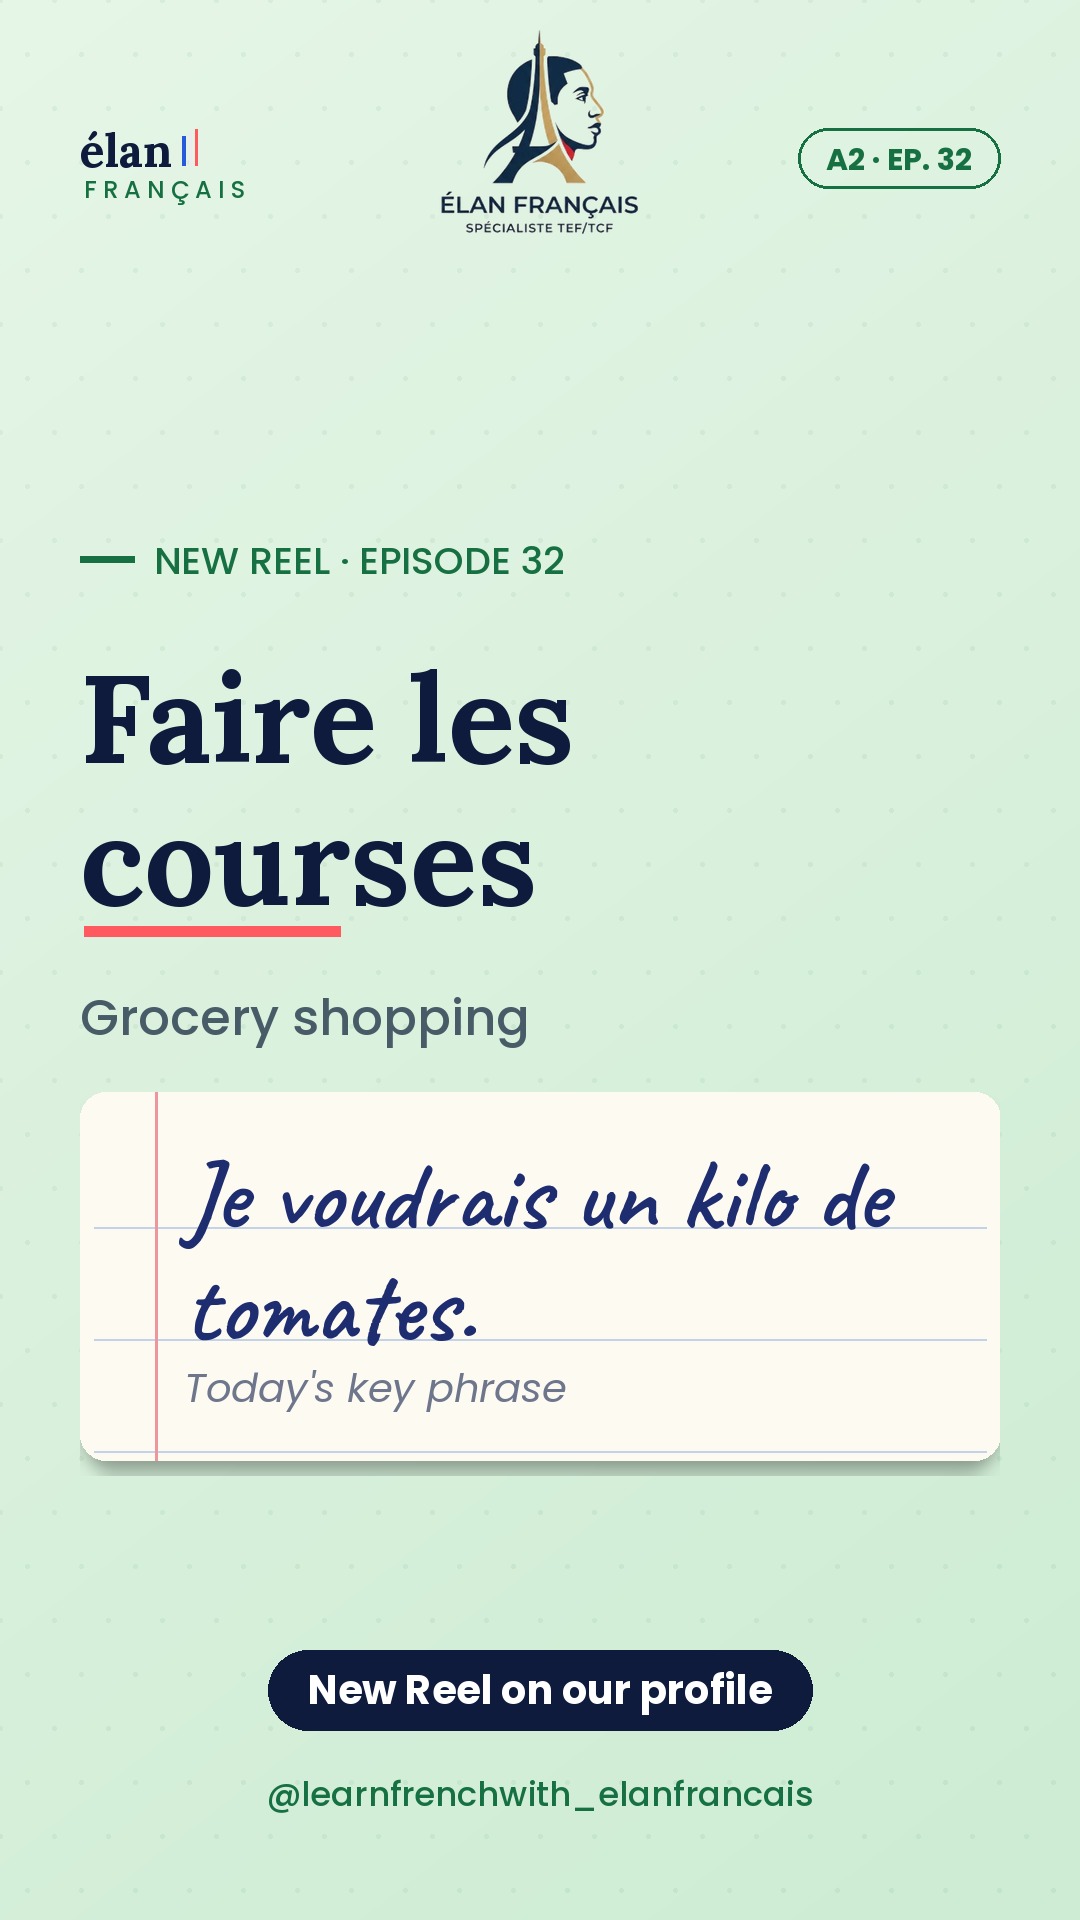 élan
FRANÇAIS
ÉLAN FRANÇAIS
SPÉCIALISTE TEF/TCF
A2 · EP. 32
NEW REEL · EPISODE 32
Faire les
courses
Grocery shopping
Je voudrais un kilo de
tomates.
Today's key phrase
New Reel on our profile
@learnfrenchwith_elanfrancais